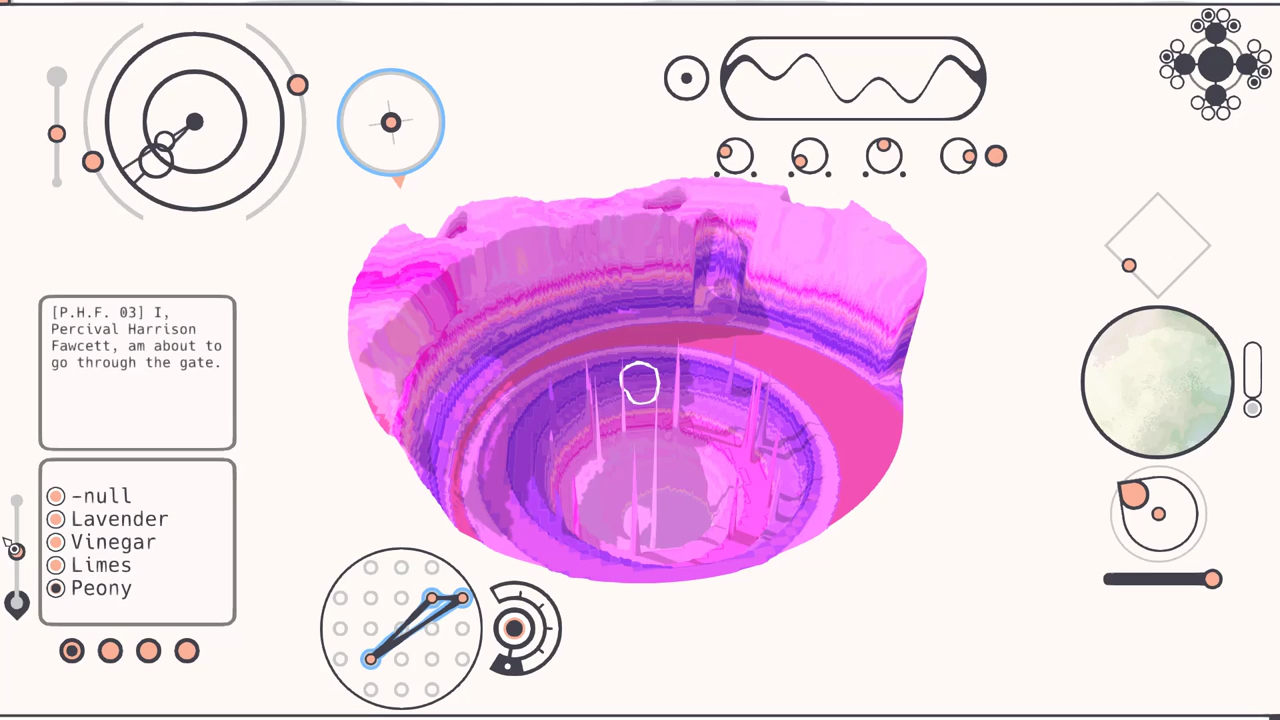 [P.H.F. 03] I,
Percival Harrison
Fawcett, am about to
go through the gate.
-null
Lavender
Vinegar
Limes
Peony